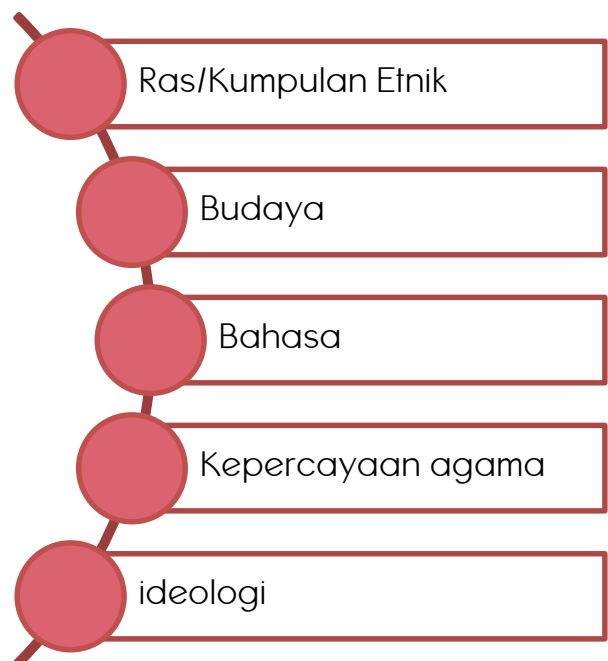 Ras/Kumpulan Etnik
Budaya
Bahasa
Kepercayaan agama
ideologi